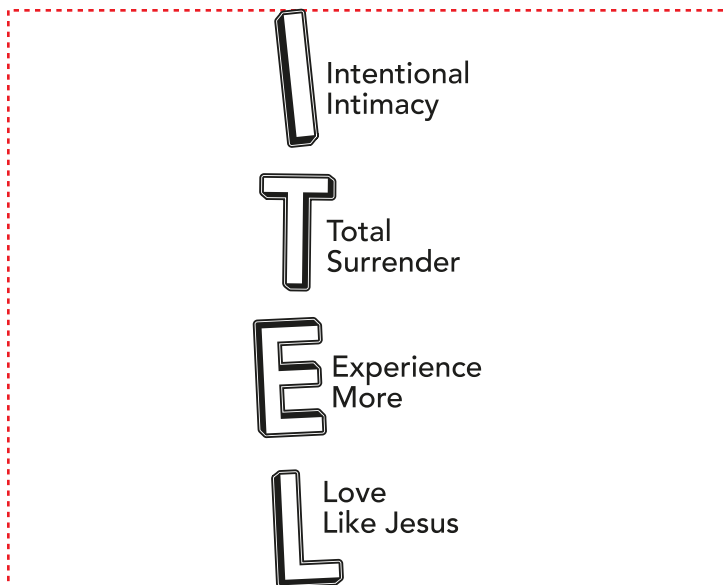 I
Intentional
Intimacy
T
Total
Surrender
E
Experience
More
L
Love
Like Jesus